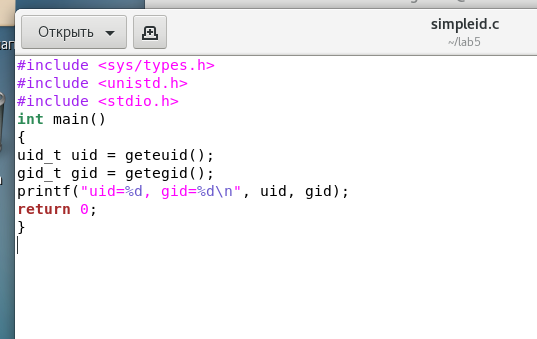 simpleid.c
Открыть
~/lab5
#include <sys/types.h>
#include <unistd.h>
#include <stdio.h>
int main()
{
uid_t uid = geteuid();
gid_t gid = getegid();
printf("uid=%d, gid=%d\n", uid, gid);
return 0;
}